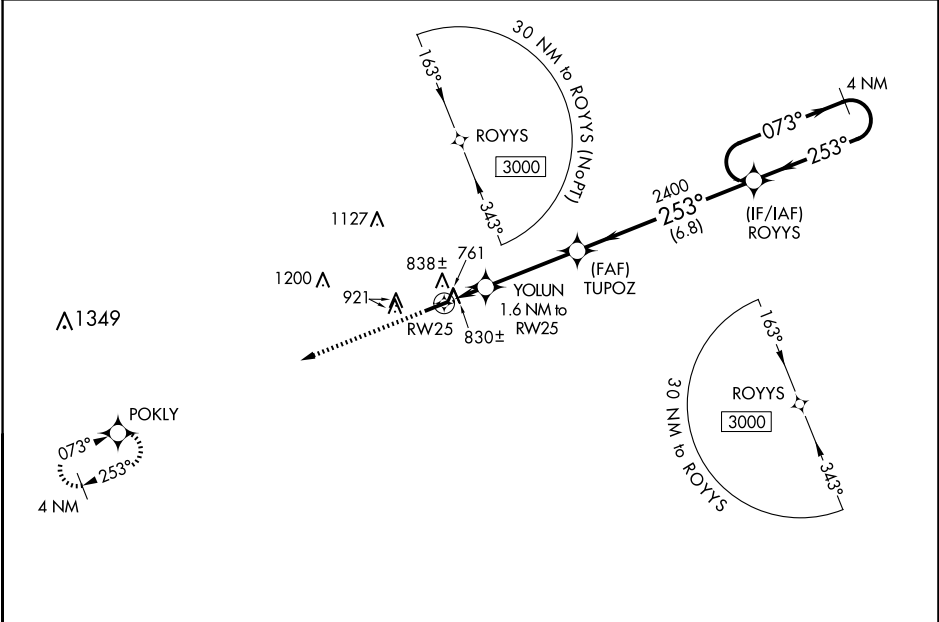 30 NM to ROYYS (NoPT)
163°
ROYYS
3000
343°
4 NM
073°
253°
(IF/IAF)
ROYYS
2400
253°
(6.8)
(FAF)
TUPOZ
1127
761
838±
1200
921
YOLUN
1.6 NM to
RW25
RW25
830±
1349
POKLY
073°
253°
4 NM
163°
ROYYS
3000
30 NM to ROYYS
343°